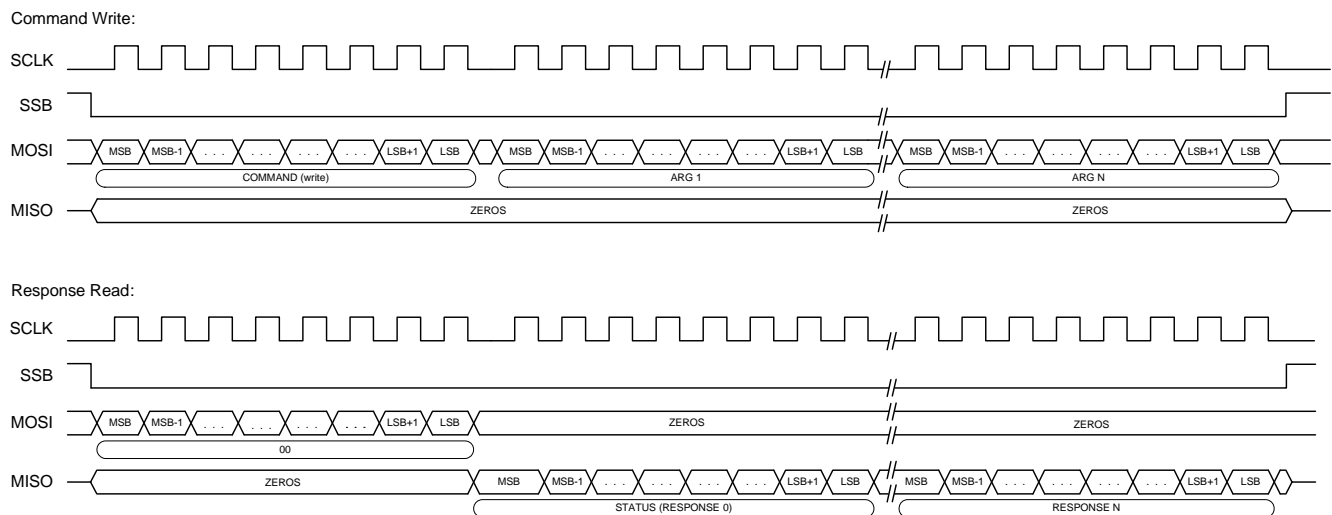 Command Write:
SCLK
SSB
MOSI MSB MSB-1 . . . . . . . . . . . . LSB+1 LSB MSB MSB-1 . . . . . . . . . . . . LSB+1 LSB MSB MSB-1 . . . . . . . . . . . . LSB+1 LSB
COMMAND (write) ARG 1 ARG N
MISO ZEROS ZEROS
Response Read:
SCLK
SSB
MOSI MSB MSB-1 . . . . . . . . . . . . LSB+1 LSB ZEROS ZEROS
00
MISO ZEROS MSB MSB-1 . . . . . . . . . . . . LSB+1 LSB MSB MSB-1 . . . . . . . . . . . . LSB+1 LSB
STATUS (RESPONSE 0) RESPONSE N